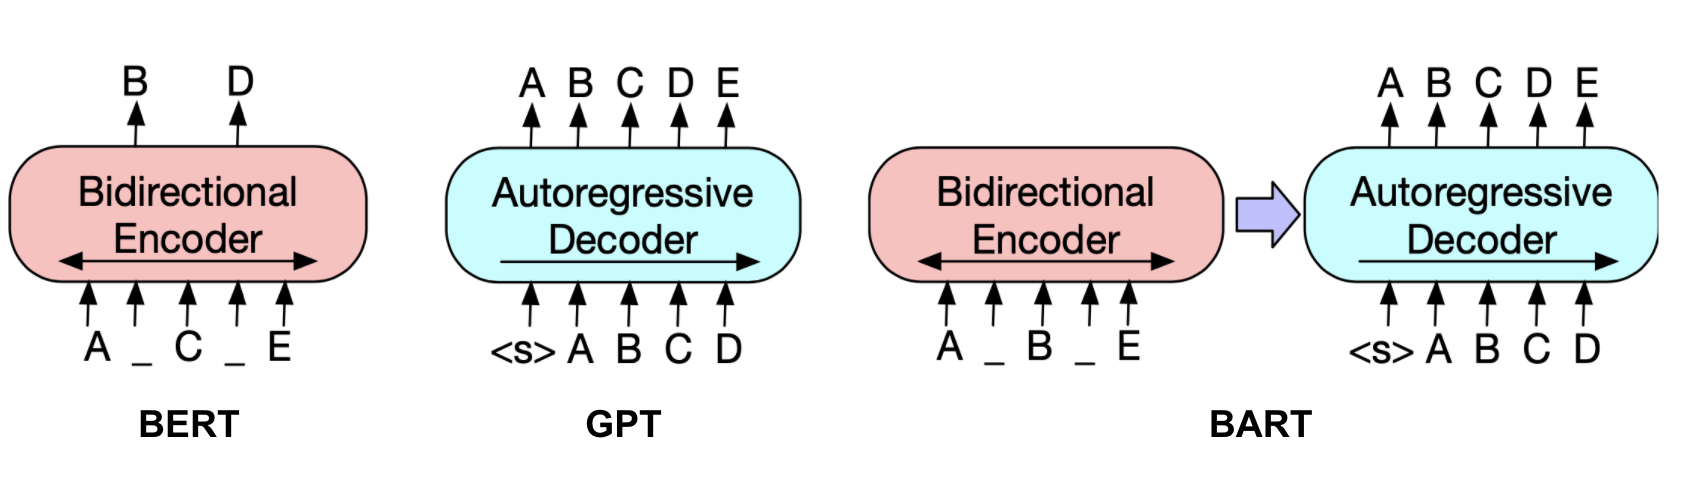 B D
Bidirectional
Encoder
A _ C _ E
BERT
A B C D E
Autoregressive
Decoder
<s> A B C D
GPT
Bidirectional
Encoder
A _ B _ E
A B C D E
Autoregressive
Decoder
<s> A B C D
BART